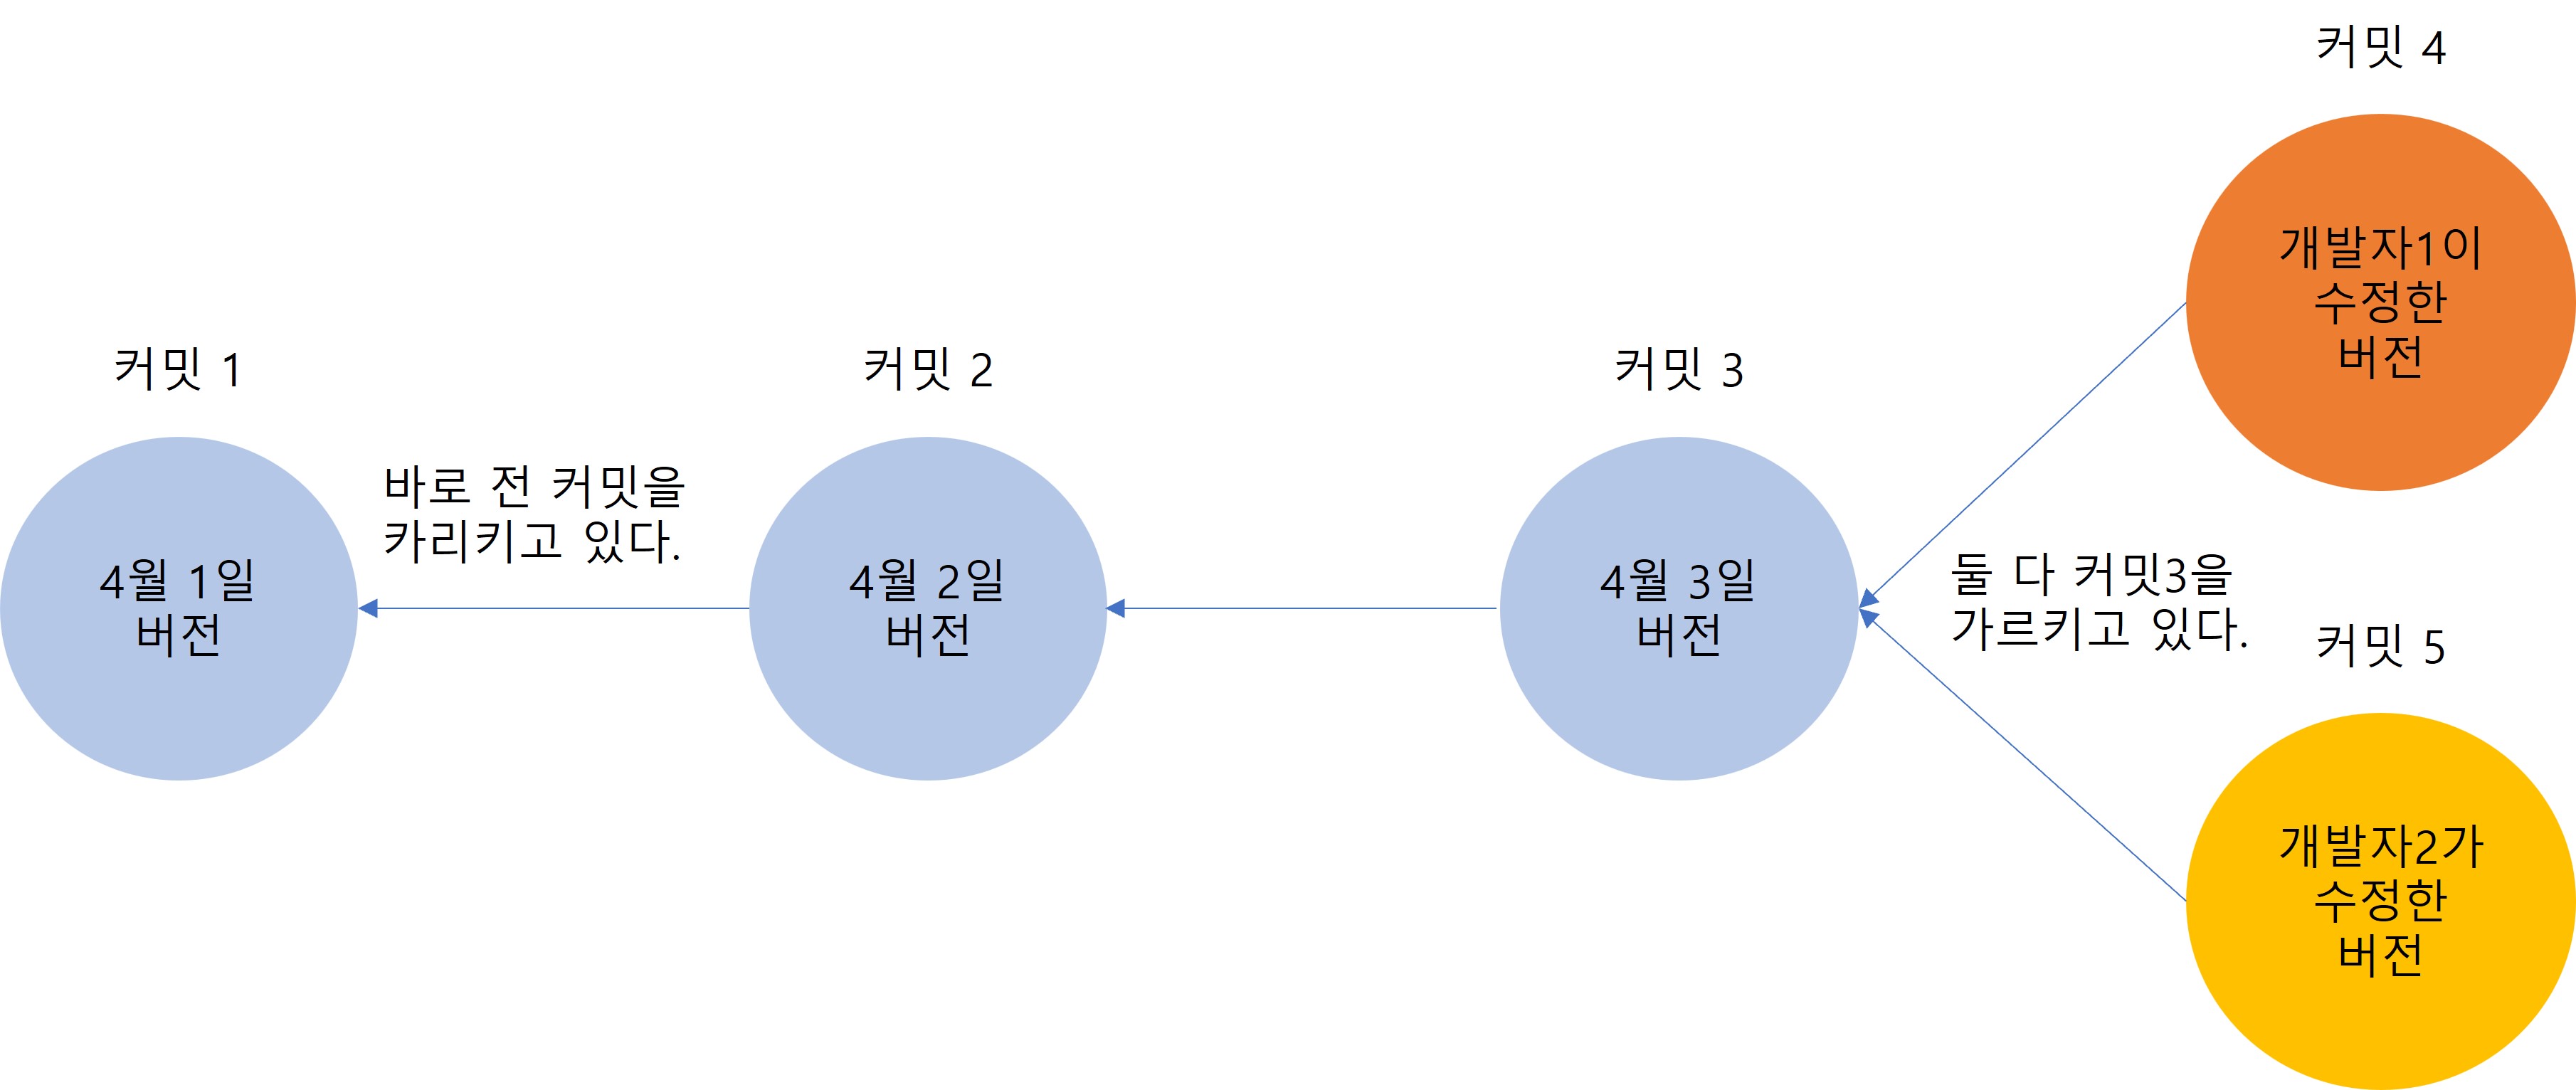 커밋 1
4월 1일
버전
바로 전 커밋을
카리키고 있다.
커밋 2
4월 2일
버전
커밋 3
4월 3일
버전
커밋 4
개발자1이
수정한
버전
둘 다 커밋3을
가르키고 있다.
커밋 5
개발자2가
수정한
버전